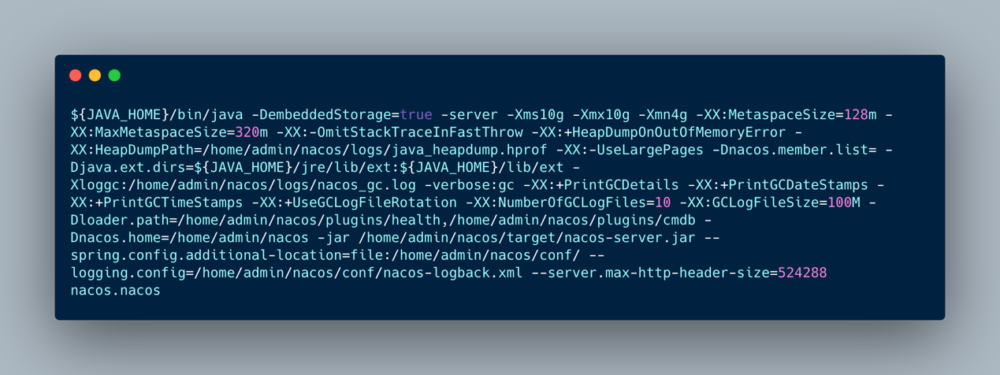 ${JAVA_HOME}/bin/java -DembeddedStorage=true -server -Xms10g -Xmx10g -Xmn4g -XX:MetaspaceSize=128m -
XX:MaxMetaspaceSize=320m -XX:-OmitStackTraceInFastThrow -XX:+HeapDumpOnOutOfMemoryError -
XX:HeapDumpPath=/home/admin/nacos/logs/java_heapdump.hprof -XX:-UseLargePages -Dnacos.member.list= -
Djava.ext.dirs=${JAVA_HOME}/jre/lib/ext:${JAVA_HOME}/lib/ext -
Xloggc:/home/admin/nacos/logs/nacos_gc.log -verbose:gc -XX:+PrintGCDetails -XX:+PrintGCDateStamps -
XX:+PrintGCTimeStamps -XX:+UseGCLogFileRotation -XX:NumberOfGCLogFiles=10 -XX:GCLogFileSize=100M -
Dloader.path=/home/admin/nacos/plugins/health,/home/admin/nacos/plugins/cmdb -
Dnacos.home=/home/admin/nacos -jar /home/admin/nacos/target/nacos-server.jar --
spring.config.additional-location=file:/home/admin/nacos/conf/ --
logging.config=/home/admin/nacos/conf/nacos-logback.xml --server.max-http-header-size=524288
nacos.nacos